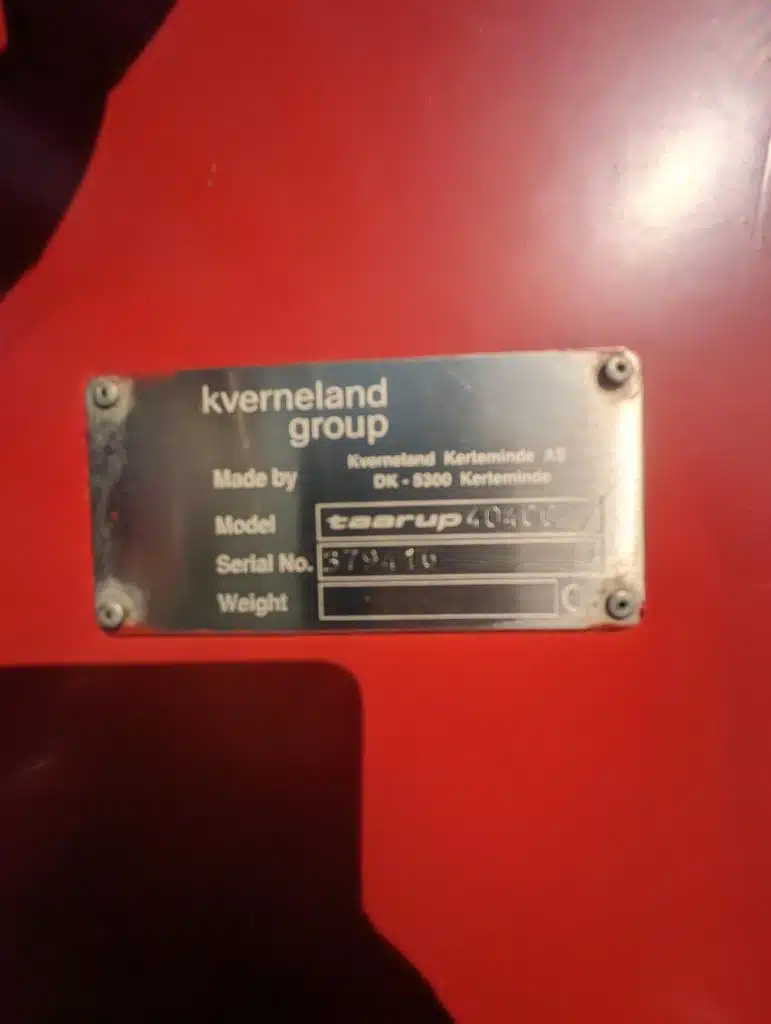 kverneland
group
Made by
Kverneland Kerteminde AS
DK - 5300 Kerteminde
Model taarup
Serial No.
Weight